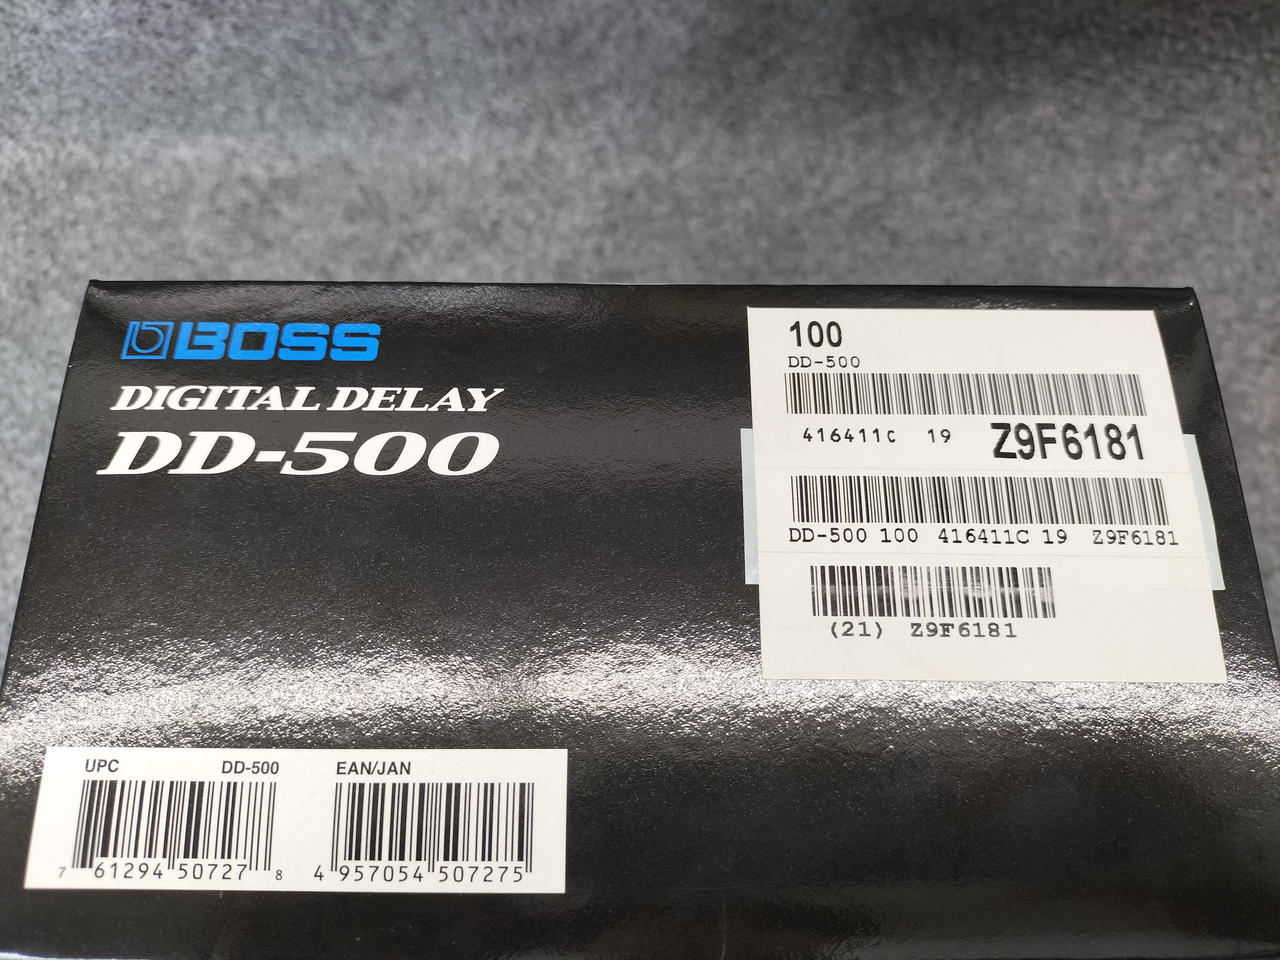 BOSS
DIGITAL DELAY
DD-500
100
DD-500
416411C 19 Z9F6181
DD-500 100 416411C 19 Z9F6181
(21) Z9F6181
UPC DD-500 EAN/JAN
7 61294 50727 8 4 957054 507275